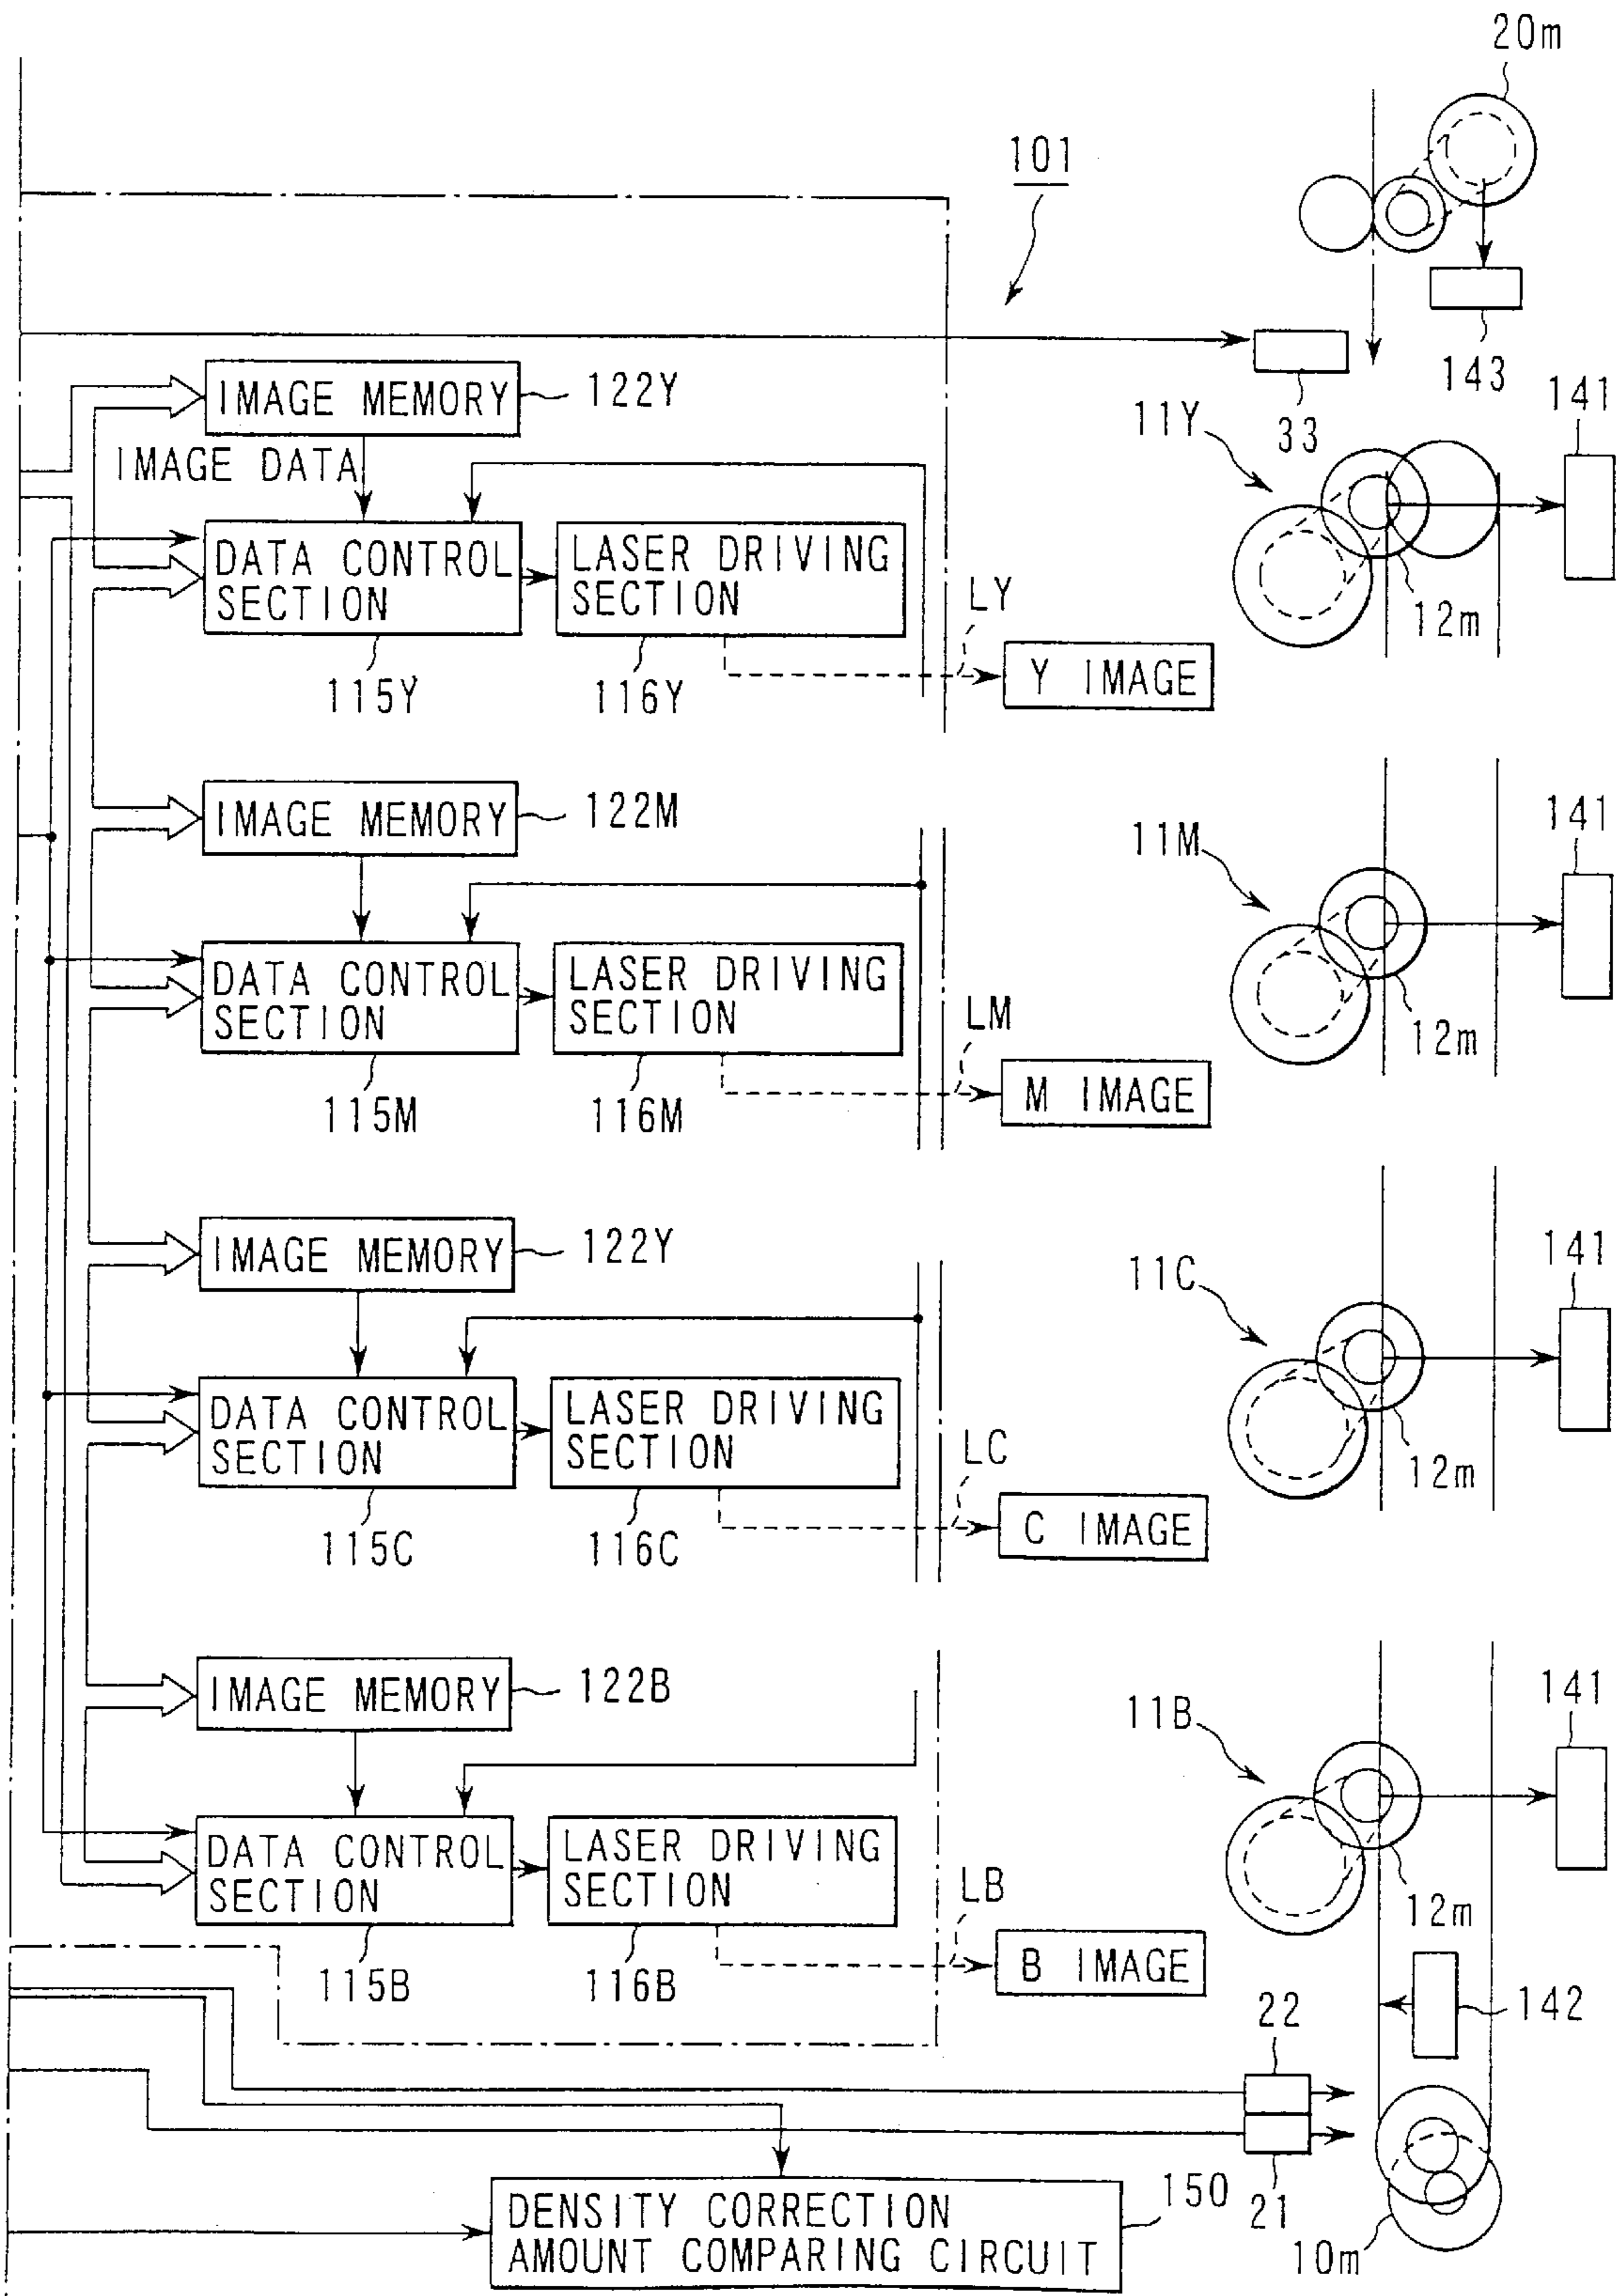 20m
101
143
33
IMAGE MEMORY 122Y
11Y
141
IMAGE DATA
DATA CONTROL
SECTION
LASER DRIVING
SECTION
LY
12m
115Y
116Y
Y IMAGE
IMAGE MEMORY 122M
11M
141
DATA CONTROL
SECTION
LASER DRIVING
SECTION
LM
12m
115M
116M
M IMAGE
IMAGE MEMORY 122Y
11C
141
DATA CONTROL
SECTION
LASER DRIVING
SECTION
LC
12m
115C
116C
C IMAGE
IMAGE MEMORY 122B
11B
141
DATA CONTROL
SECTION
LASER DRIVING
SECTION
LB
12m
115B
116B
B IMAGE
142
22
21
150
DENSITY CORRECTION
AMOUNT COMPARING CIRCUIT
10m